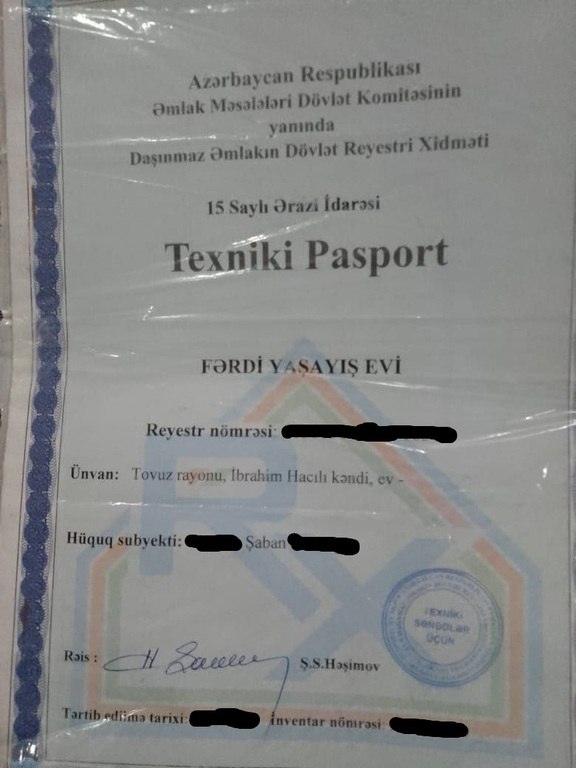 Azərbaycan Respublikası
Əmlak Məsələləri Dövlət Komitəsinin
yanında
Daşınmaz Əmlakın Dövlət Reyestri Xidməti
15 Saylı Ərazi İdarəsi
Texniki Pasport
FƏRDİ YAŞAYIŞ EVİ
Reyestr nömrəsi:
Ünvan: Tovuz rayonu, İbrahim Hacılı kəndi, ev -
Hüquq subyekti: Şaban
TEXNİKİ
SƏNƏDLƏR
ÜÇÜN
Rəis : Ş.S.Həşimov
Tərtib edilmə tarixi: İnventar nömrəsi: